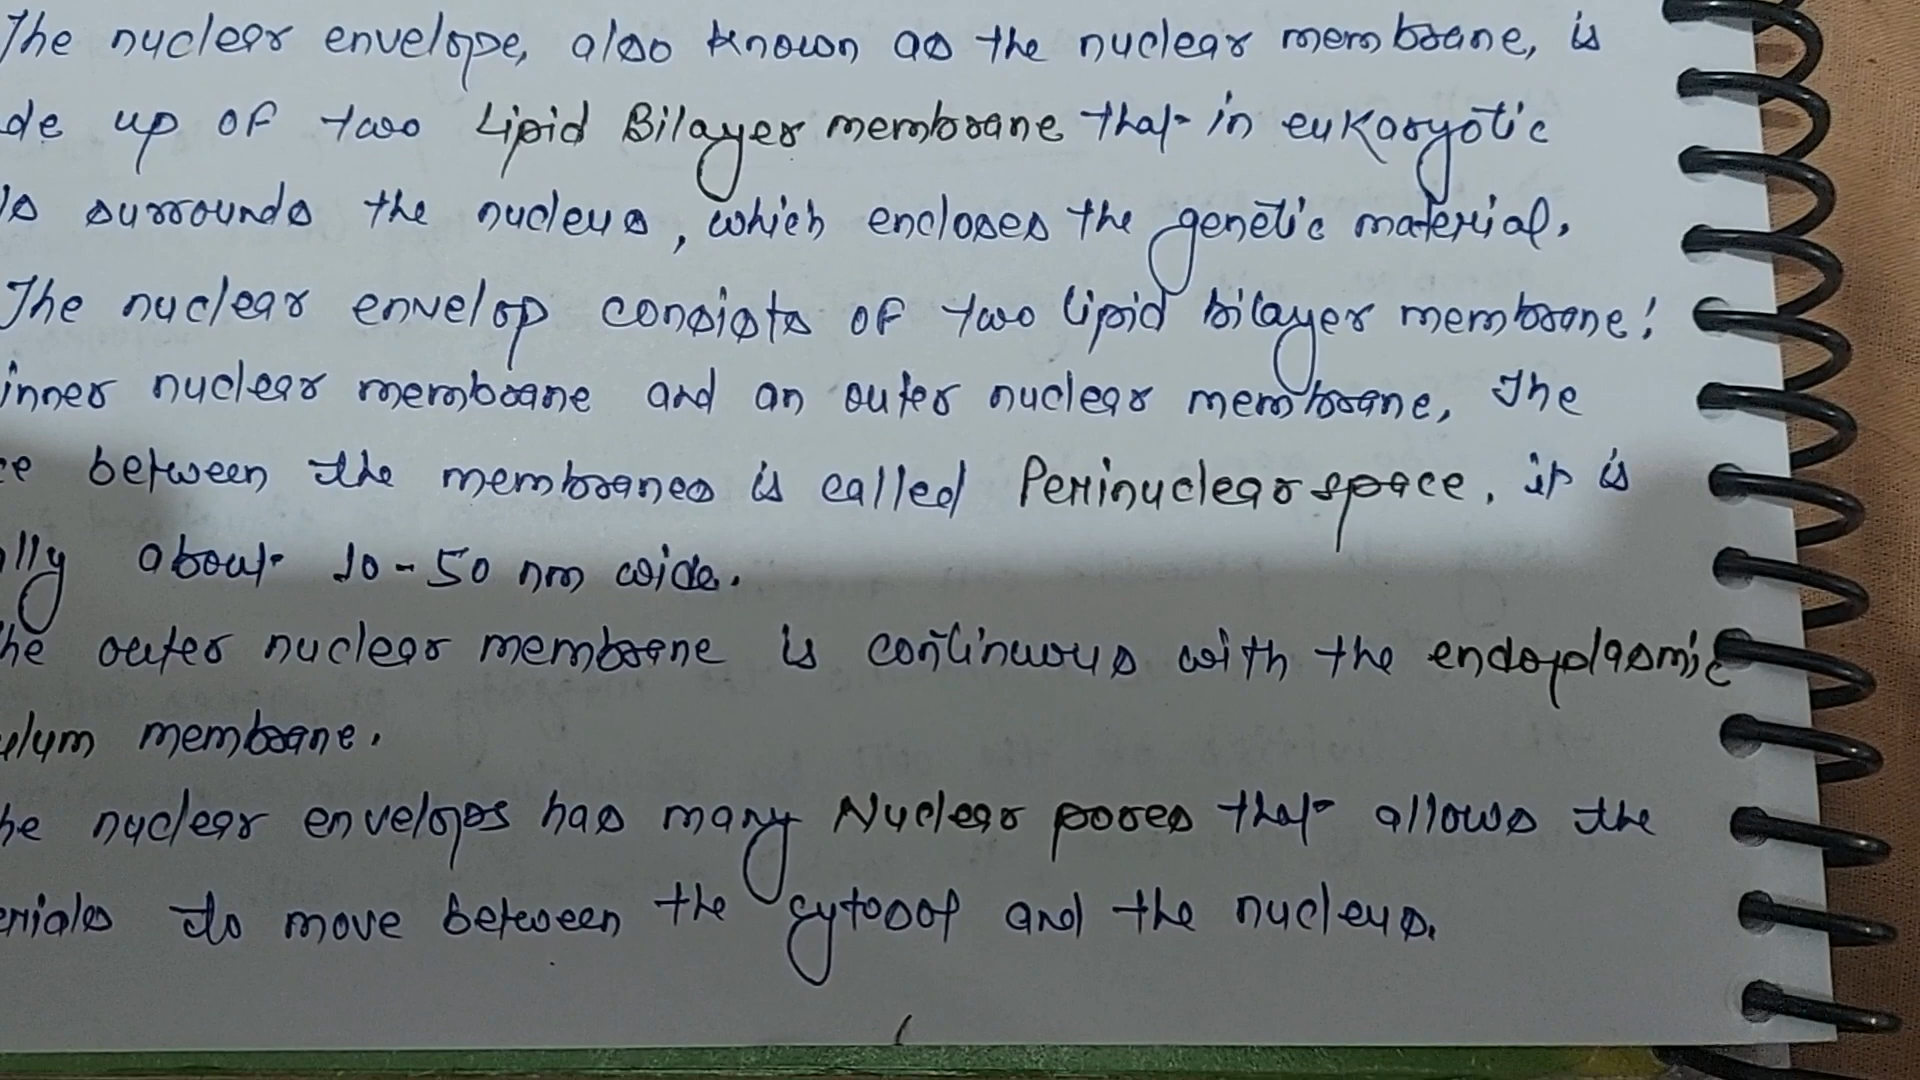 The nuclear envelope, also known as the nuclear membrane, is
de up of two Lipid Bilayer membrane that in eukaryotic
ls surrounds the nucleus, which encloses the genetic material.
The nuclear envelop consists of two lipid bilayer membrane:
inner nuclear membrane and an outer nuclear membrane, The
ce between the membranes is called Perinuclear space. it is
ally about 10-50 nm wide.
he outer nuclear membrane is continuous with the endoplasmic
ulum membrane.
he nuclear envelops has many Nuclear pores that allows the
erials to move between the cytosol and the nucleus.